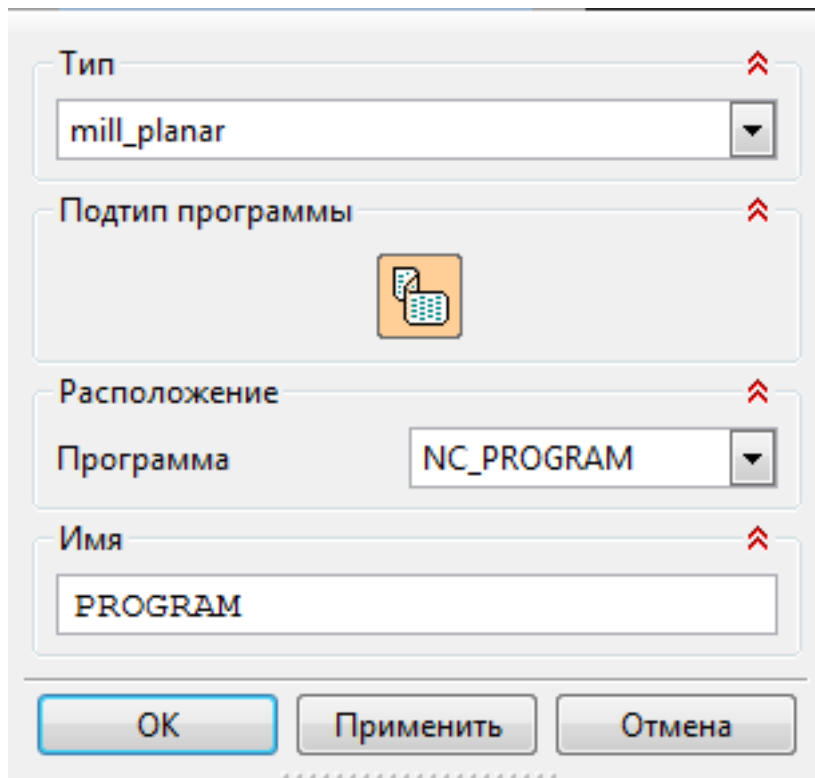 Тип
mill_planar
Подтип программы
Расположение
Программа NC_PROGRAM
Имя
PROGRAM
OK Применить Отмена